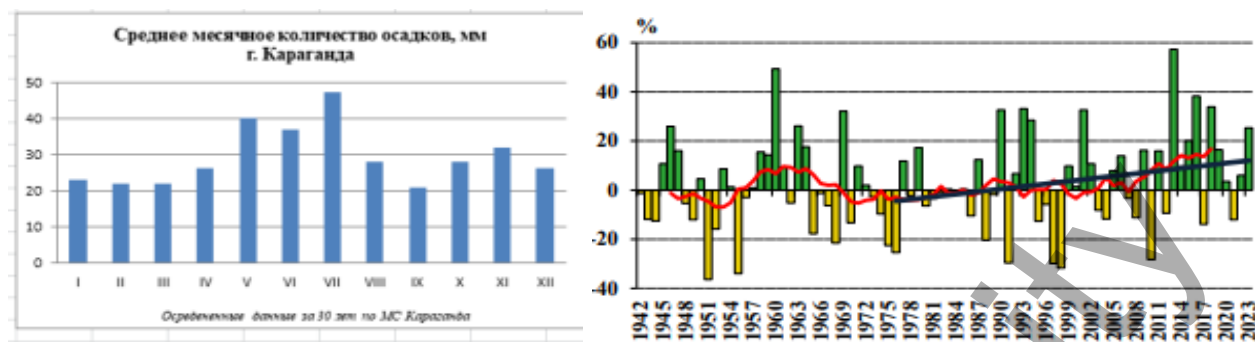 Среднее месячное количество осадков, мм
г. Караганда
50
40
30
20
10
0
I II III IV V VI VII VIII IX X XI XII
Осредненные данные за 30 лет по МС Караганда
%
60
40
20
0
-20
-40
1942 1945 1948 1951 1954 1957 1960 1963 1966 1969 1972 1975 1978 1981 1984 1987 1990 1993 1996 1999 2002 2005 2008 2011 2014 2017 2020 2023
ity